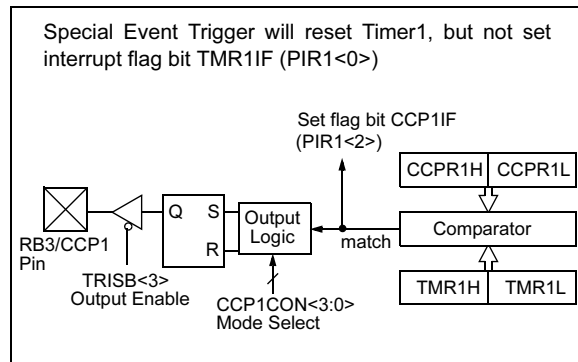 Special Event Trigger will reset Timer1, but not set
interrupt flag bit TMR1IF (PIR1<0>)
Set flag bit CCP1IF
(PIR1<2>)
CCPR1H CCPR1L
Q S
R
Output
Logic
match
Comparator
RB3/CCP1
Pin
TRISB<3>
Output Enable
CCP1CON<3:0>
Mode Select
TMR1H TMR1L